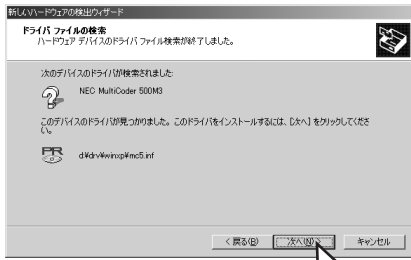 新しいハードウェアの検出ウィザード
ドライバ ファイルの検索
ハードウェア デバイスのドライバ ファイル検索が終了しました。
次のデバイスのドライバが検索されました:
NEC MultiCoder 500M3
このデバイスのドライバが見つかりました。このドライバをインストールするには、[次へ] をクリックしてくださ
い。
PR
d:¥drv¥winxp¥mc5.inf
< 戻る(B)
次へ(N) >
キャンセル